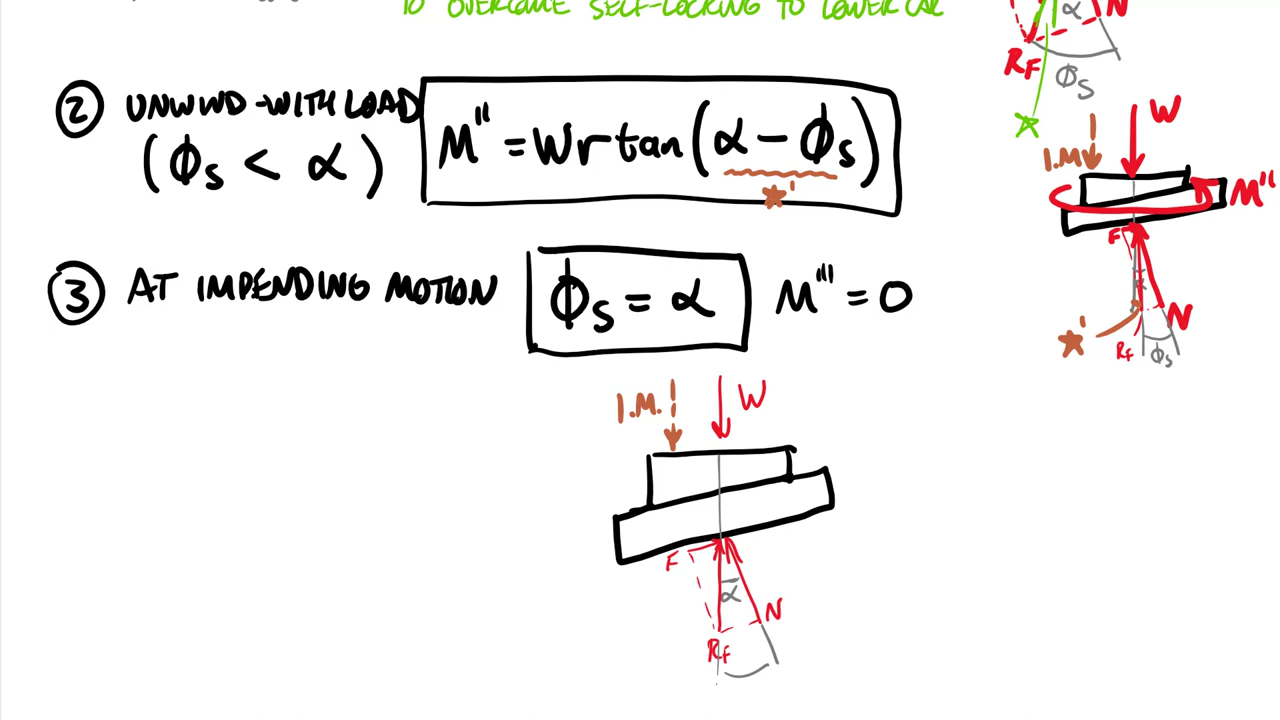 TO OVERCOME SELF-LOCKING TO LOWER CAR
α
N
RF
ϕS
② UNWIND-WITH LOAD
(ϕS < α)
M'' = Wr tan(α − ϕS)
★'
W
I.M
M''
F
N
★'
RF
ϕS
③ AT IMPENDING MOTION ϕS = α M''' = 0
I.M.
W
F
α
N
RF